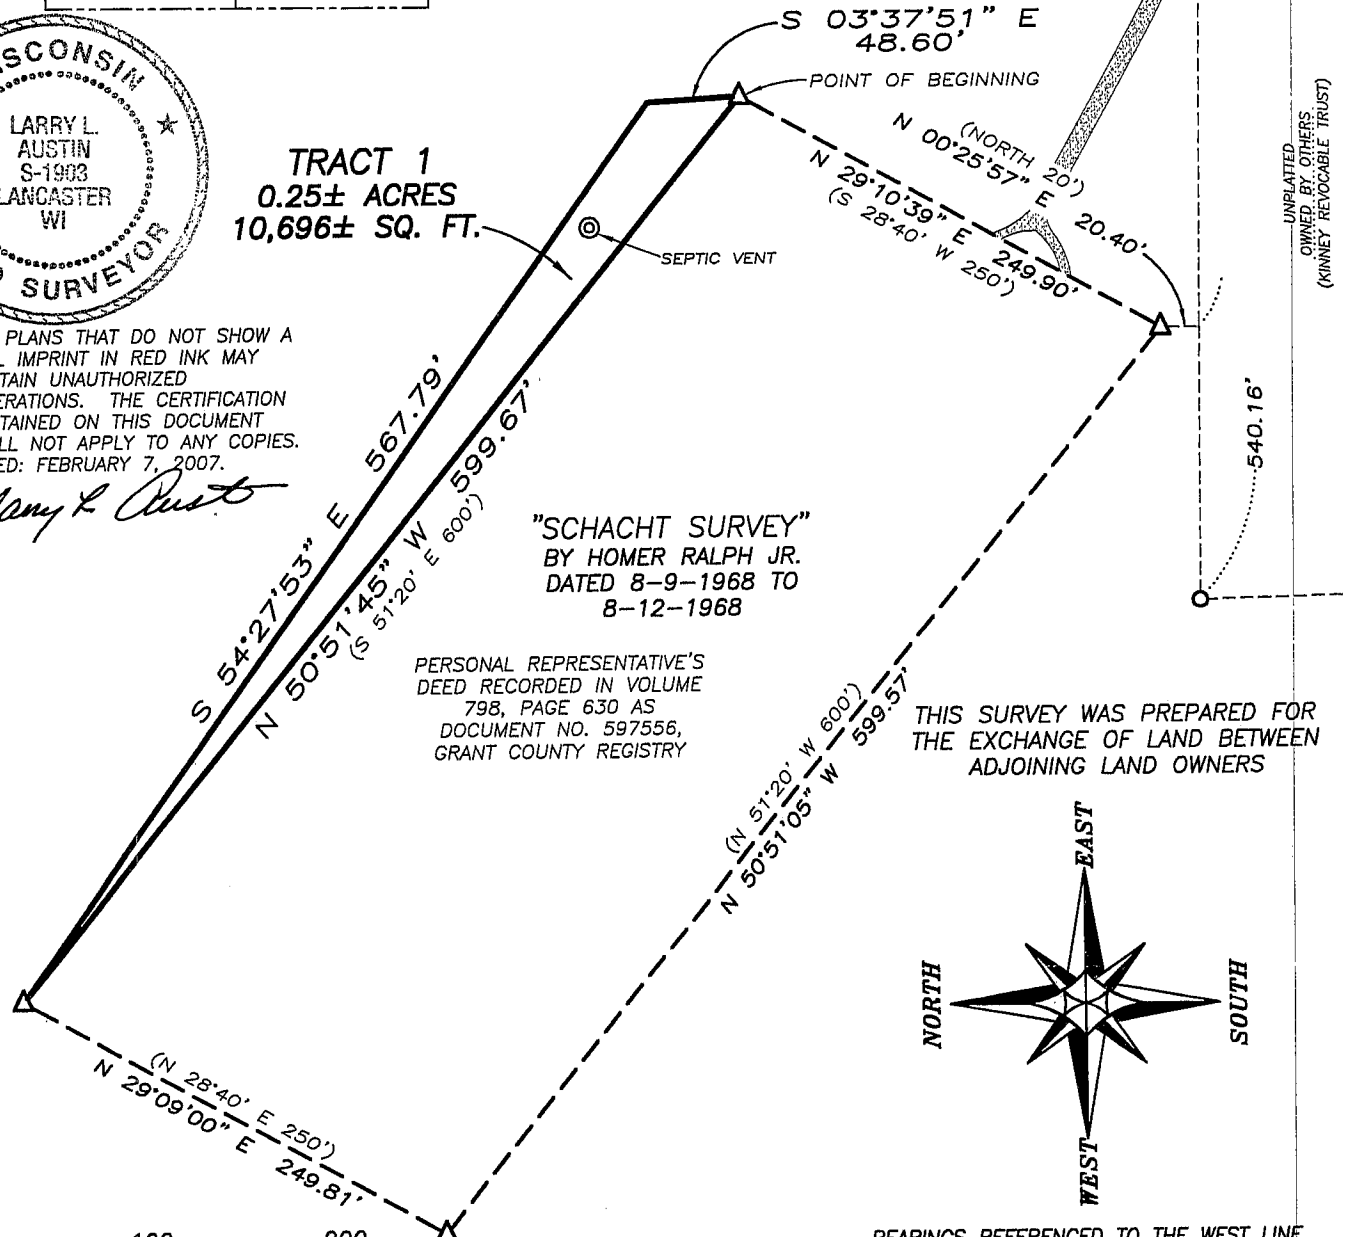 S 03°37'51" E
48.60'
POINT OF BEGINNING
WISCONSIN
LARRY L.
AUSTIN
S-1903
LANCASTER
WI
SURVEYOR
TRACT 1
0.25± ACRES
10,696± SQ. FT.
SEPTIC VENT
(NORTH 20')
N 00°25'57" E 20.40'
N 29°10'39" E 249.90'
(S 28°40' W 250')
UNPLATTED
OWNED BY OTHERS
(KINNEY REVOCABLE TRUST)
540.16"
PLANS THAT DO NOT SHOW A
IMPRINT IN RED INK MAY
TAIN UNAUTHORIZED
ERATIONS. THE CERTIFICATION
TAINED ON THIS DOCUMENT
LL NOT APPLY TO ANY COPIES.
ED: FEBRUARY 7, 2007.
S 54°27'53" E 567.79'
N 50°51'45" W 599.67'
(S 51°20' E 600')
"SCHACHT SURVEY"
BY HOMER RALPH JR.
DATED 8-9-1968 TO
8-12-1968
PERSONAL REPRESENTATIVE'S
DEED RECORDED IN VOLUME
798, PAGE 630 AS
DOCUMENT NO. 597556,
GRANT COUNTY REGISTRY
(N 51°20' W 600')
N 50°51'05" W 599.57'
THIS SURVEY WAS PREPARED FOR
THE EXCHANGE OF LAND BETWEEN
ADJOINING LAND OWNERS
EAST
NORTH
SOUTH
WEST
(N 28°40' E 250')
N 29°09'00" E 249.81'
BEARINGS REFERENCED TO THE WEST LINE